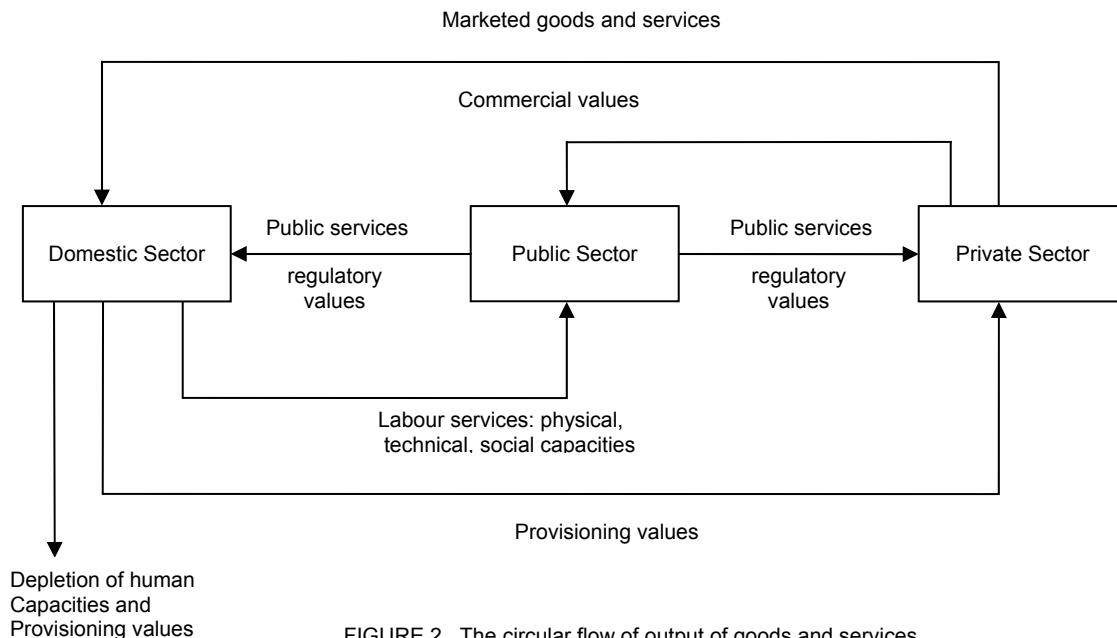 Marketed goods and services
Commercial values
Domestic Sector
Public services
regulatory
values
Public Sector
Public services
regulatory
values
Private Sector
Labour services: physical,
technical, social capacities
Provisioning values
Depletion of human
Capacities and
Provisioning values
FIGURE 2 The circular flow of output of goods and services